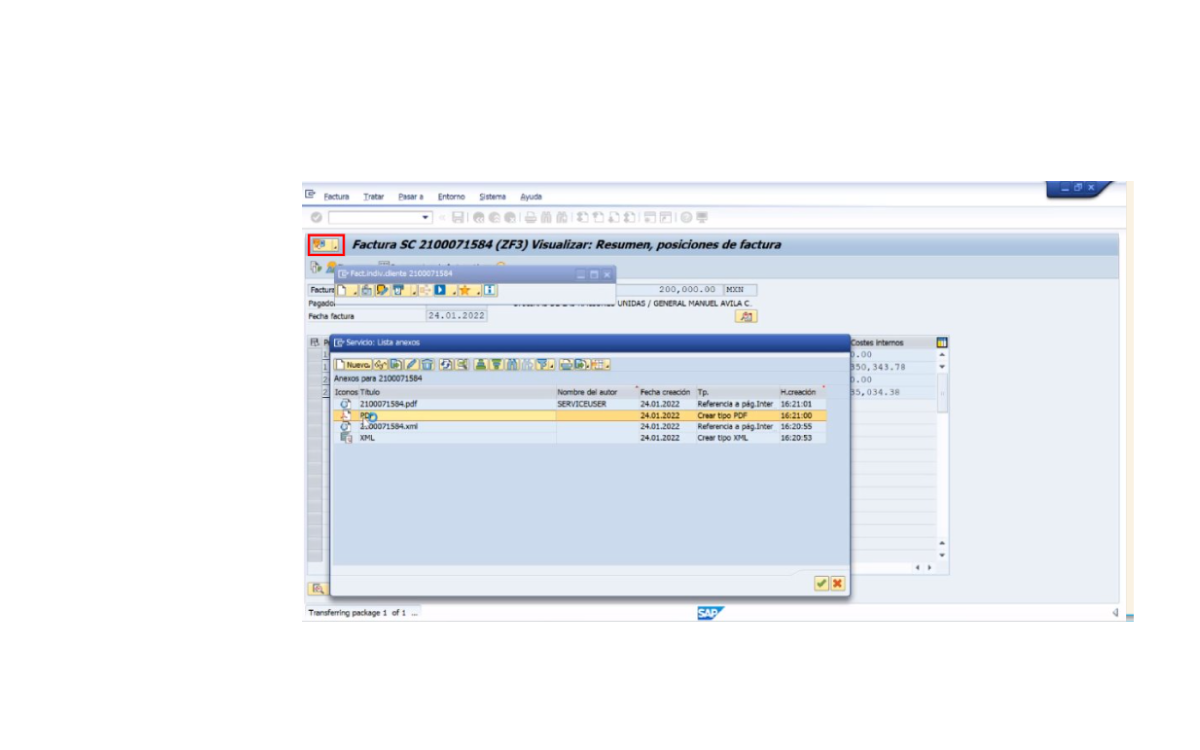 Factura Tratar Pasar a Entorno Sistema Ayuda
Factura SC 2100071584 (ZF3) Visualizar: Resumen, posiciones de factura
Fact.indiv.cliente 2100071584
Factura 200,000.00 MXN
Pagado UNIDAS / GENERAL MANUEL AVILA C.
Fecha factura 24.01.2022
Servicio: Lista anexos
Costes internos
Nuevo
0.00
350,343.78
0.00
35,034.38
Anexos para 2100071584
Iconos Título Nombre del autor Fecha creación Tp. H.creación
2100071584.pdf SERVICEUSER 24.01.2022 Referencia a pág.Inter 16:21:01
PDF 24.01.2022 Crear tipo PDF 16:21:00
2100071584.xml 24.01.2022 Referencia a pág.Inter 16:20:55
XML 24.01.2022 Crear tipo XML 16:20:53
Transferring package 1 of 1 ...
SAP